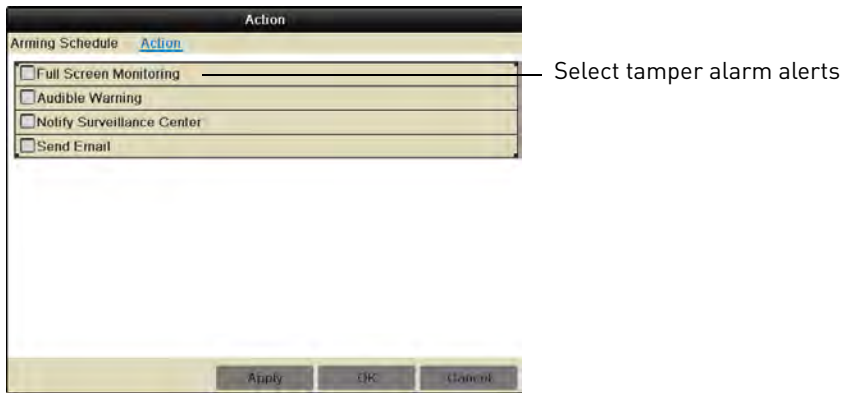 Action
Arming Schedule Action
Full Screen Monitoring
Select tamper alarm alerts
Audible Warning
Notify Surveillance Center
Send Email
Apply OK Cancel